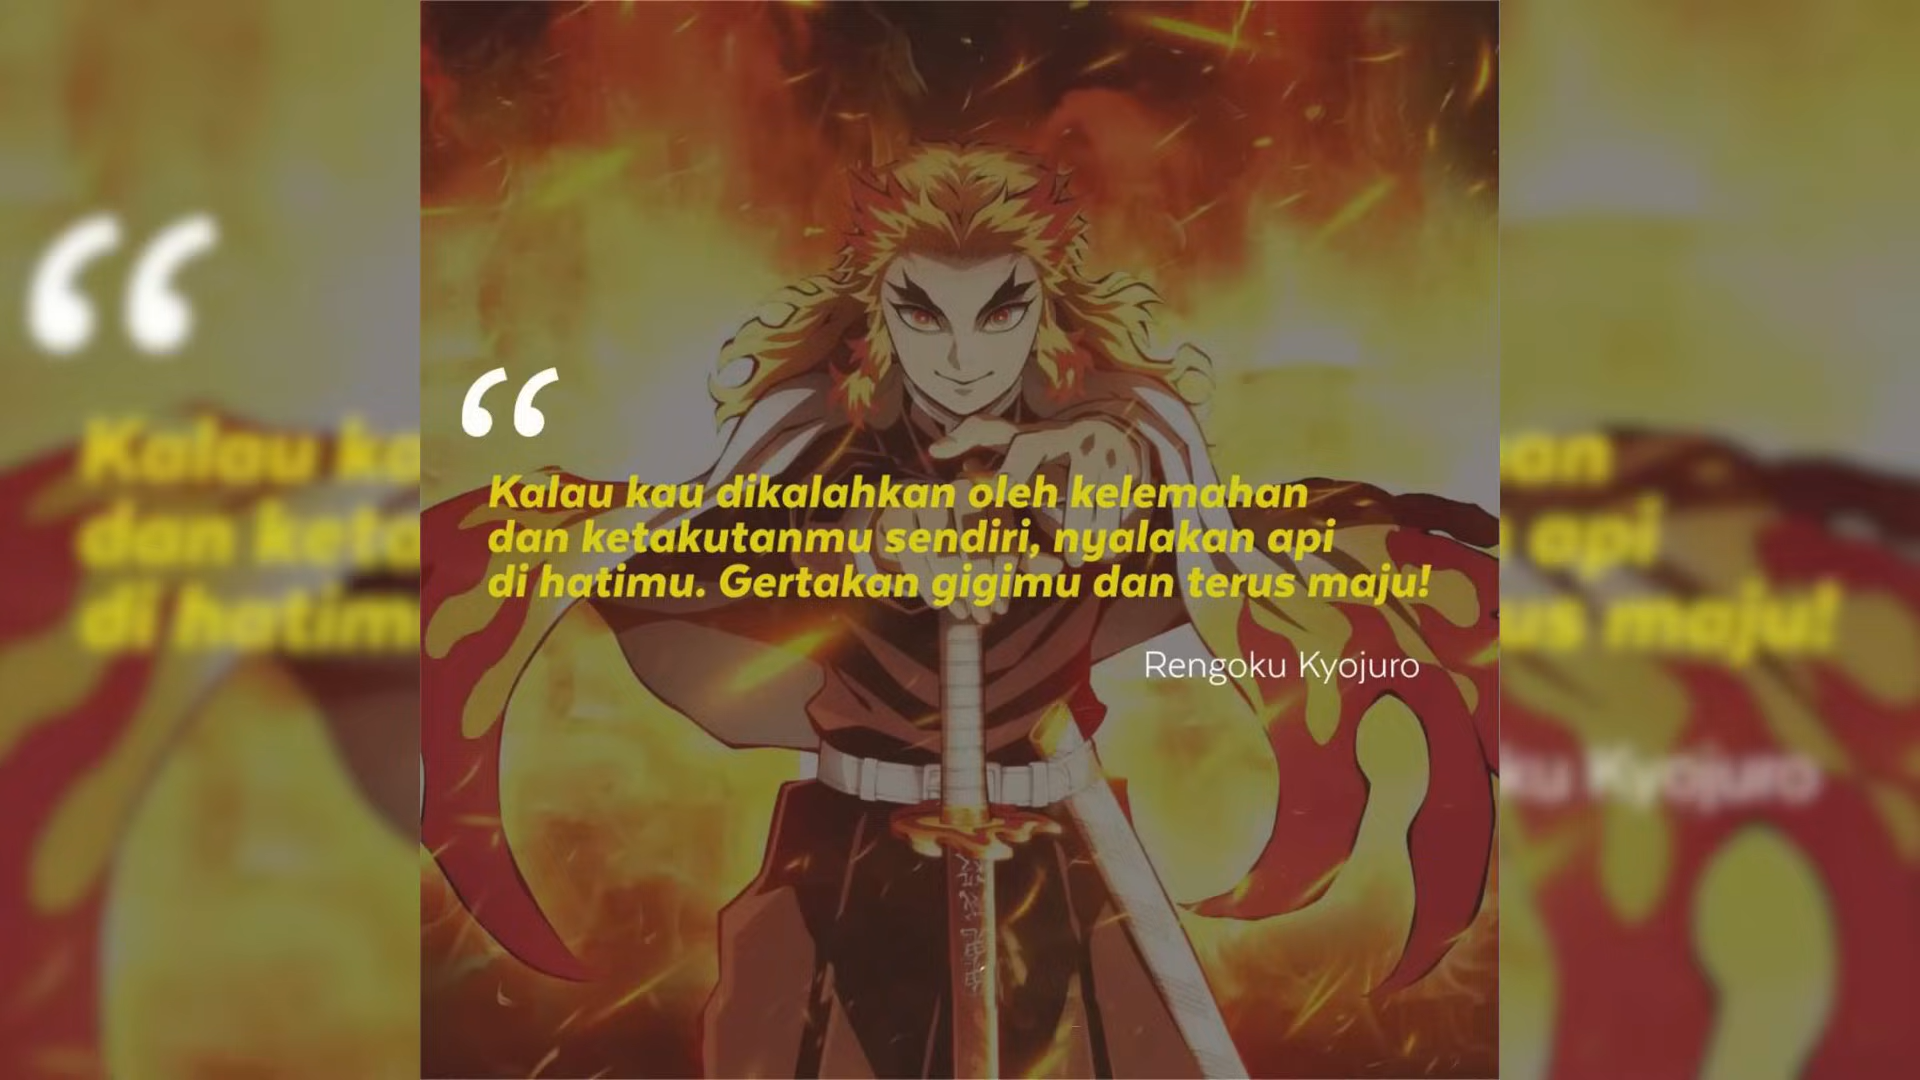 “
Kalau kau dikalahkan oleh kelemahan
dan ketakutanmu sendiri, nyalakan api
di hatimu. Gertakan gigimu dan terus maju!
Rengoku Kyojuro